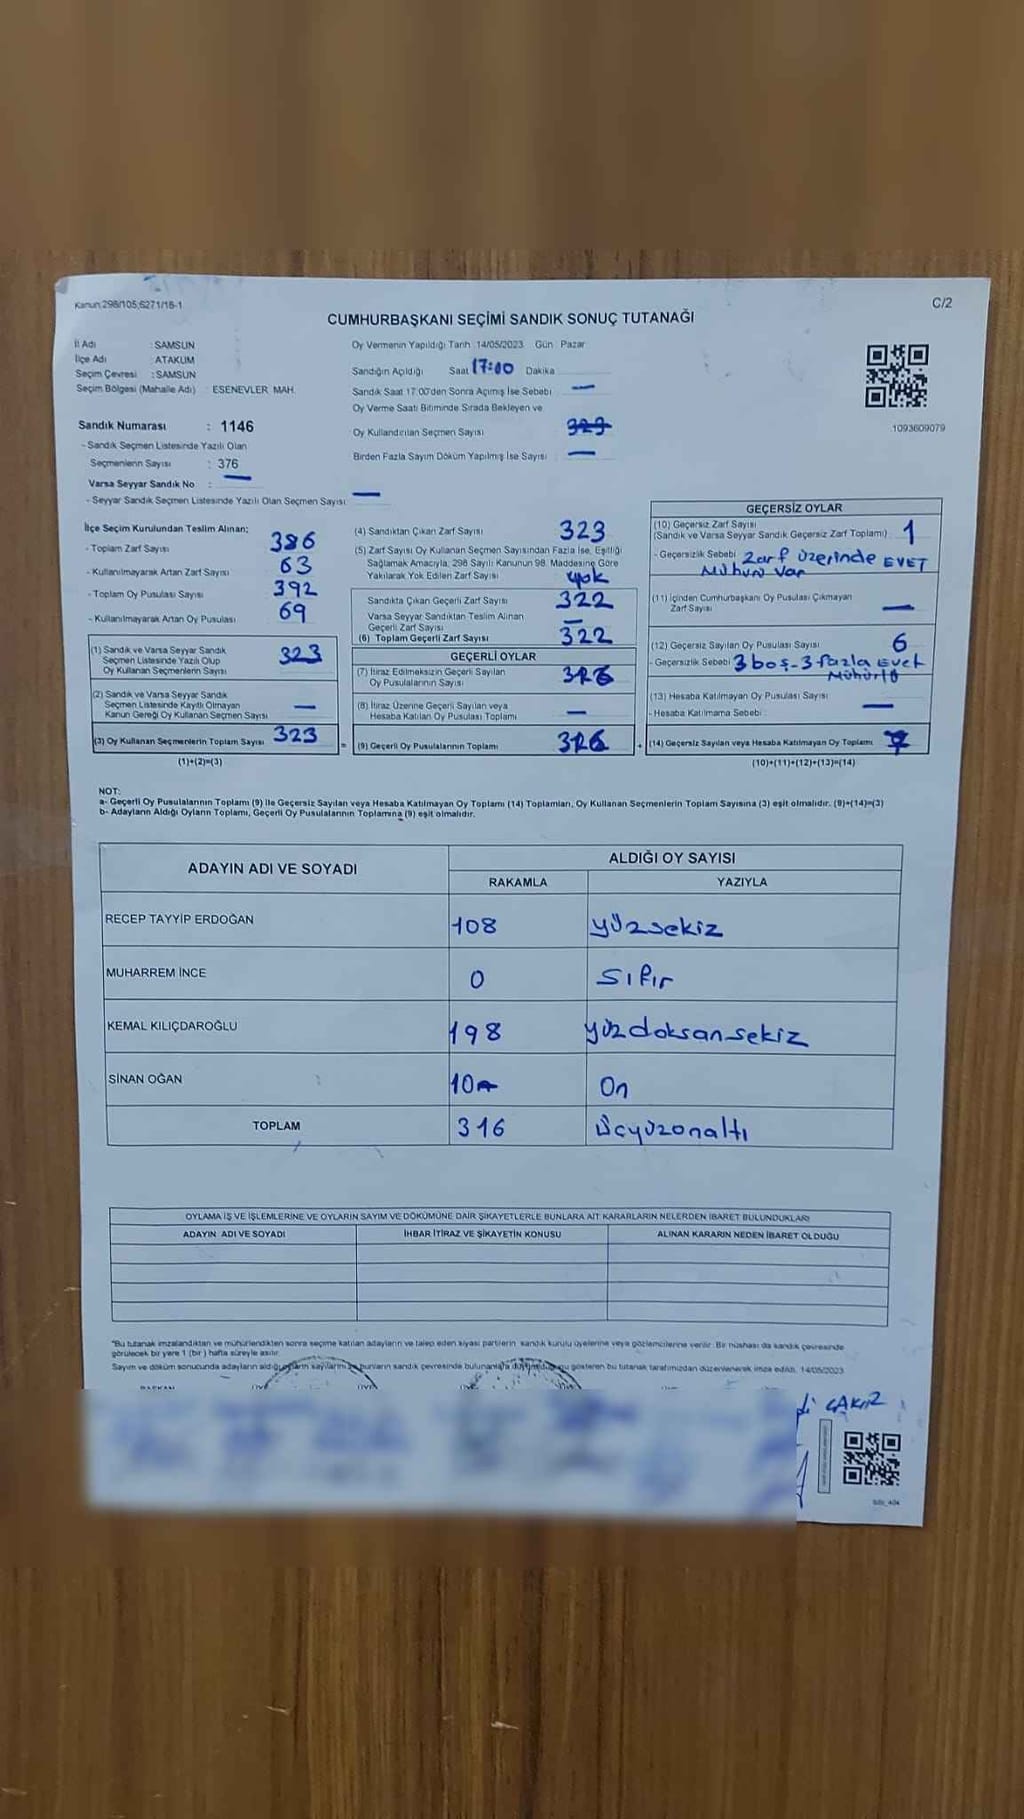 Kanun:298/105;6271/18-1
C/2
CUMHURBAŞKANI SEÇİMİ SANDIK SONUÇ TUTANAĞI
İl Adı : SAMSUN
İlçe Adı : ATAKUM
Seçim Çevresi : SAMSUN
Seçim Bölgesi (Mahalle Adı) : ESENEVLER MAH.
Oy Vermenin Yapıldığı Tarih :14/05/2023 Gün : Pazar
Sandığın Açıldığı Saat 17:00 Dakika
Sandık Saat 17:00'den Sonra Açımış İse Sebebi : —
Oy Verme Saati Bitiminde Sırada Bekleyen ve
Oy Kullandırılan Seçmen Sayısı
Birden Fazla Sayım Döküm Yapılmış İse Sayısı : —
1093609079
Sandık Numarası : 1146
- Sandık Seçmen Listesinde Yazılı Olan
Seçmenlerin Sayısı : 376
Varsa Seyyar Sandık No : —
- Seyyar Sandık Seçmen Listesinde Yazılı Olan Seçmen Sayısı: —
İlçe Seçim Kurulundan Teslim Alınan;
- Toplam Zarf Sayısı 386
- Kullanılmayarak Artan Zarf Sayısı 63
- Toplam Oy Pusulası Sayısı 392
- Kullanılmayarak Artan Oy Pusulası 69
(1) Sandık ve Varsa Seyyar Sandık
Seçmen Listesinde Yazılı Olup
Oy Kullanan Seçmenlerin Sayısı 323
(2) Sandık ve Varsa Seyyar Sandık
Seçmen Listesinde Kayıtlı Olmayan
Kanun Gereği Oy Kullanan Seçmen Sayısı —
(3) Oy Kullanan Seçmenlerin Toplam Sayısı 323
(1)+(2)=(3)
(4) Sandıktan Çıkan Zarf Sayısı 323
(5) Zarf Sayısı Oy Kullanan Seçmen Sayısından Fazla İse, Eşitliği
Sağlamak Amacıyla, 298 Sayılı Kanunun 98. Maddesine Göre
Yakılarak Yok Edilen Zarf Sayısı yok
Sandıkta Çıkan Geçerli Zarf Sayısı 322
Varsa Seyyar Sandıktan Teslim Alınan
Geçerli Zarf Sayısı —
(6) Toplam Geçerli Zarf Sayısı 322
GEÇERLİ OYLAR
(7) İtiraz Edilmeksizin Geçerli Sayılan
Oy Pusulalarının Sayısı 316
(8) İtiraz Üzerine Geçerli Sayılan veya
Hesaba Katılan Oy Pusulası Toplamı —
= (9) Geçerli Oy Pusulalarının Toplamı 316 +
GEÇERSİZ OYLAR
(10) Geçersiz Zarf Sayısı
(Sandık ve Varsa Seyyar Sandık Geçersiz Zarf Toplamı) 1
- Geçersizlik Sebebi Zarf üzerinde EVET
Mühürü var
(11) İçinden Cumhurbaşkanı Oy Pusulası Çıkmayan
Zarf Sayısı —
(12) Geçersiz Sayılan Oy Pusulası Sayısı 6
- Geçersizlik Sebebi 3 boş - 3 fazla Evet
Mühürlü
(13) Hesaba Katılmayan Oy Pusulası Sayısı —
- Hesaba Katılmama Sebebi :
(14) Geçersiz Sayılan veya Hesaba Katılmayan Oy Toplamı 7
(10)+(11)+(12)+(13)=(14)
NOT:
a- Geçerli Oy Pusulalarının Toplamı (9) ile Geçersiz Sayılan veya Hesaba Katılmayan Oy Toplamı (14) Toplamları, Oy Kullanan Seçmenlerin Toplam Sayısına (3) eşit olmalıdır. (9)+(14)=(3)
b- Adayların Aldığı Oyların Toplamı, Geçerli Oy Pusulalarının Toplamına (9) eşit olmalıdır.
ADAYIN ADI VE SOYADI
ALDIĞI OY SAYISI
RAKAMLA YAZIYLA
RECEP TAYYİP ERDOĞAN 108 yüzsekiz
MUHARREM İNCE 0 sıfır
KEMAL KILIÇDAROĞLU 198 yüzdoksansekiz
SİNAN OĞAN 10 On
TOPLAM 316 üçyüzonaltı
OYLAMA İŞ VE İŞLEMLERİNE VE OYLARIN SAYIM VE DÖKÜMÜNE DAİR ŞİKAYETLERLE BUNLARA AİT KARARLARIN NELERDEN İBARET BULUNDUKLARI
ADAYIN ADI VE SOYADI İHBAR İTİRAZ VE ŞİKAYETİN KONUSU ALINAN KARARIN NEDEN İBARET OLDUĞU
"Bu tutanak imzalandıktan ve mühürlendikten sonra seçime katılan adayların ve talep eden siyasi partilerin sandık kurulu üyelerine veya gözlemcilerine verilir. Bir nüshası da sandık çevresinde
görülecek bir yere 1 (bir) hafta süreyle asılır.
Sayım ve döküm sonucunda adayların aldığı oyların sayılarını ve bunların sandık çevresinde bulunanlara gösteren bu tutanak tarafımızdan düzenlenerek imza edildi. 14/05/2023
BAŞKAN
ÇAKIR